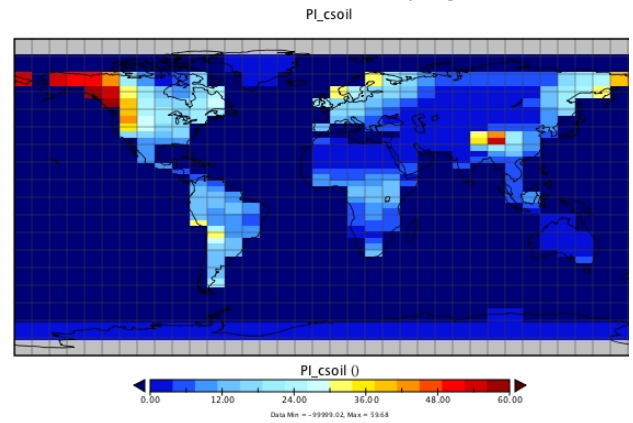 PI_csoil
PI_csoil ()
0.00 12.00 24.00 36.00 48.00 60.00
Data Min = -99999.02, Max = 59.68